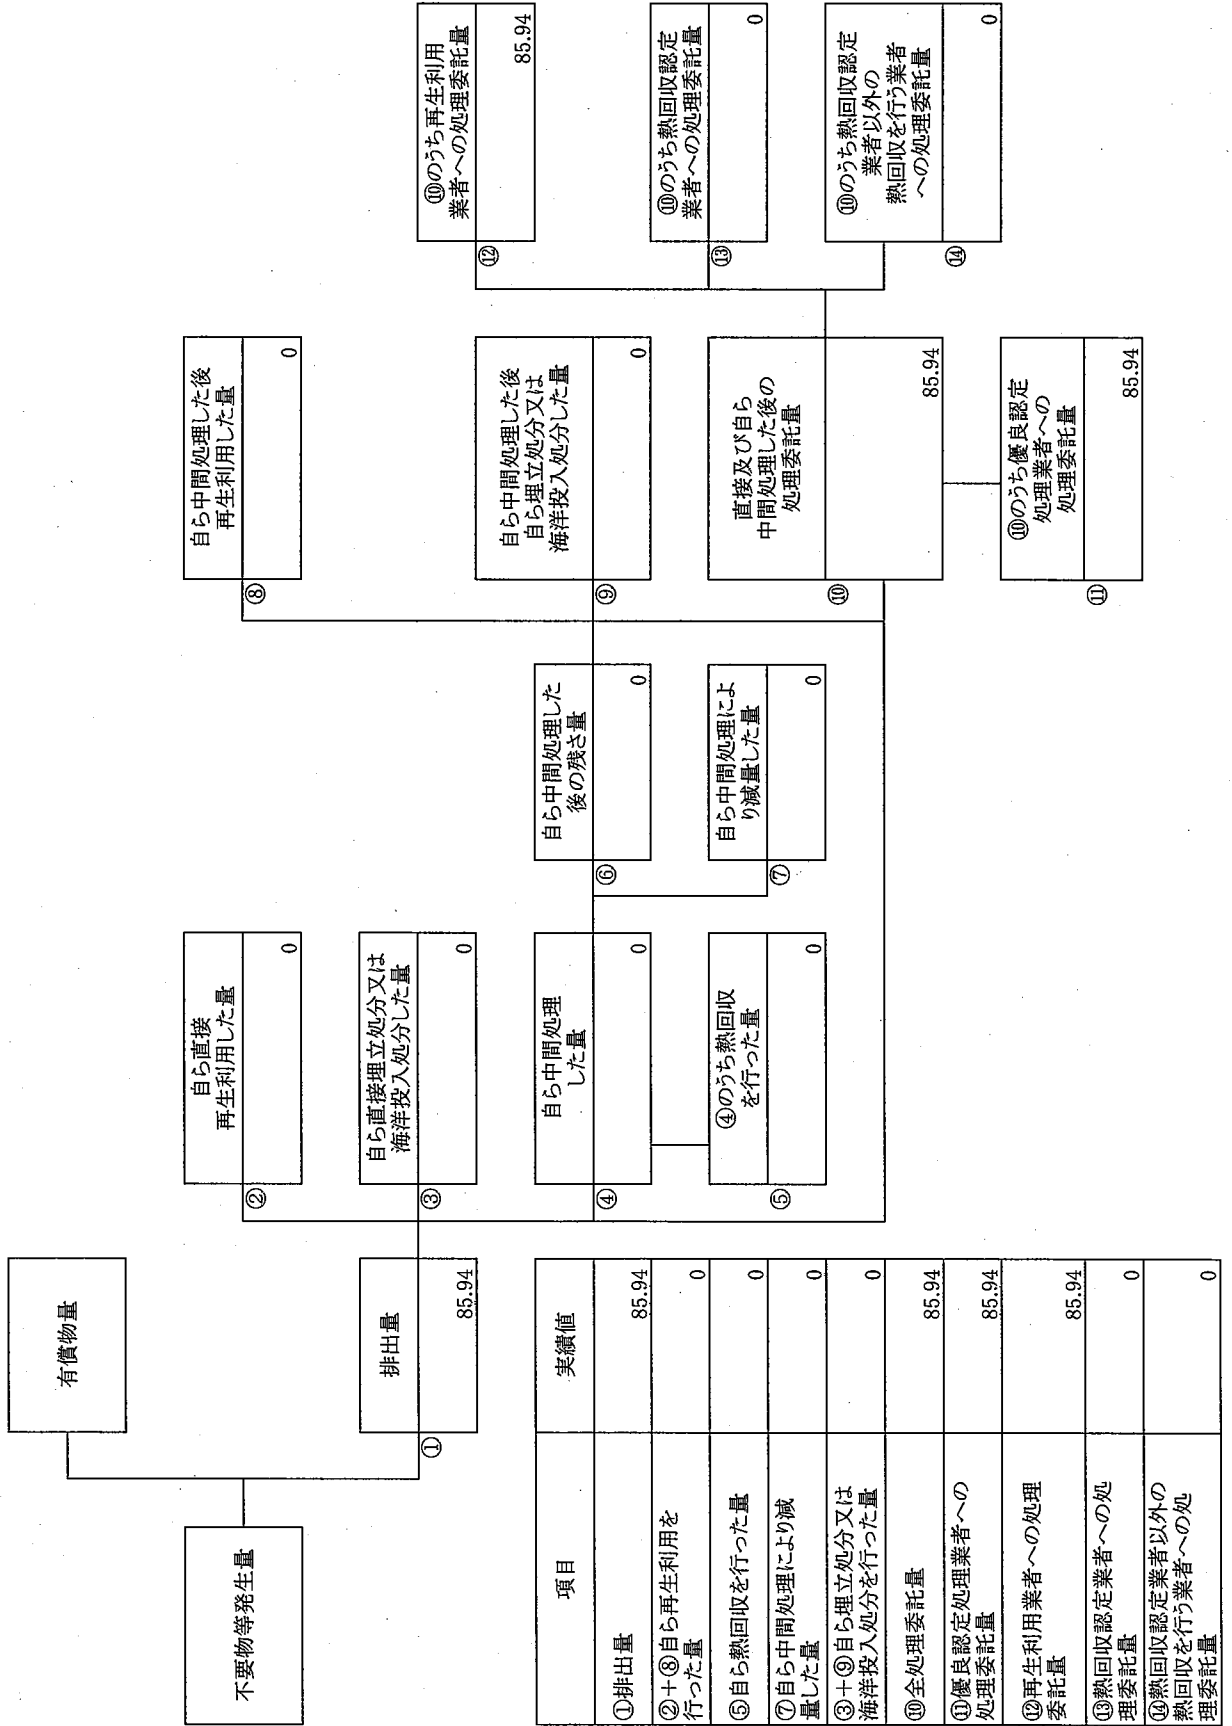 不要物等発生量
有償物量
①
排出量
85.94
②
自ら直接
再生利用した量
0
③
自ら直接埋立処分又は
海洋投入処分した量
0
④
自ら中間処理
した量
0
⑤
④のうち熱回収
を行った量
0
⑥
自ら中間処理した
後の残さ量
0
⑦
自ら中間処理によ
り減量した量
0
⑧
自ら中間処理した後
再生利用した量
0
⑨
自ら中間処理した後
自ら埋立処分又は
海洋投入処分した量
0
⑩
直接及び自ら
中間処理した後の
処理委託量
85.94
⑪
⑩のうち優良認定
処理業者への
処理委託量
85.94
⑫
⑩のうち再生利用
業者への処理委託量
85.94
⑬
⑩のうち熱回収認定
業者への処理委託量
0
⑭
⑩のうち熱回収認定
業者以外の
熱回収を行う業者
への処理委託量
0
項目 実績値
①排出量 85.94
②+⑧自ら再生利用を
行った量 0
⑤自ら熱回収を行った量 0
⑦自ら中間処理により減
量した量 0
③+⑨自ら埋立処分又は
海洋投入処分を行った量 0
⑩全処理委託量 85.94
⑪優良認定処理業者への
処理委託量 85.94
⑫再生利用業者への処理
委託量 85.94
⑬熱回収認定業者への処
理委託量 0
⑭熱回収認定業者以外の
熱回収を行う業者への処
理委託量 0